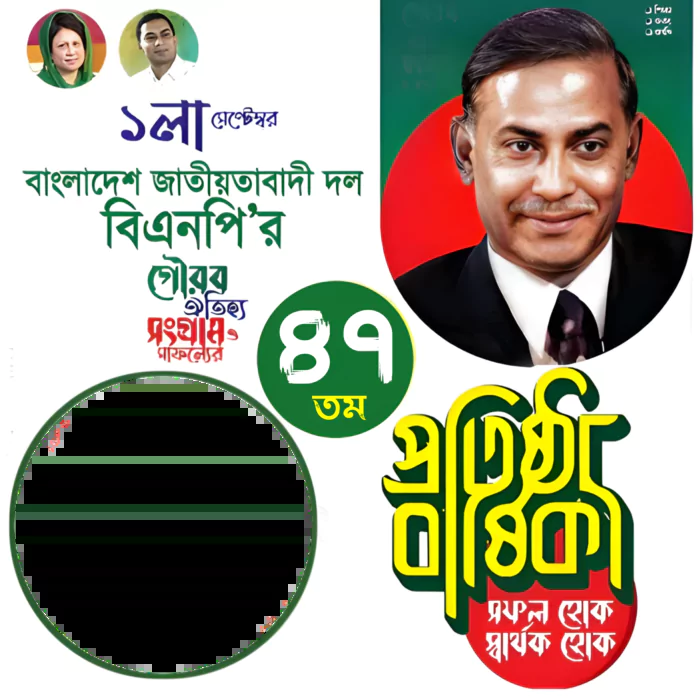 ১লা সেপ্টেম্বর
বাংলাদেশ জাতীয়তাবাদী দল
বিএনপি'র
গৌরব
ঐতিহ্য
সংগ্রাম ও
সাফল্যের
৪৭
তম
প্রতিষ্ঠা
বার্ষিকী
সফল হোক
স্বার্থক হোক